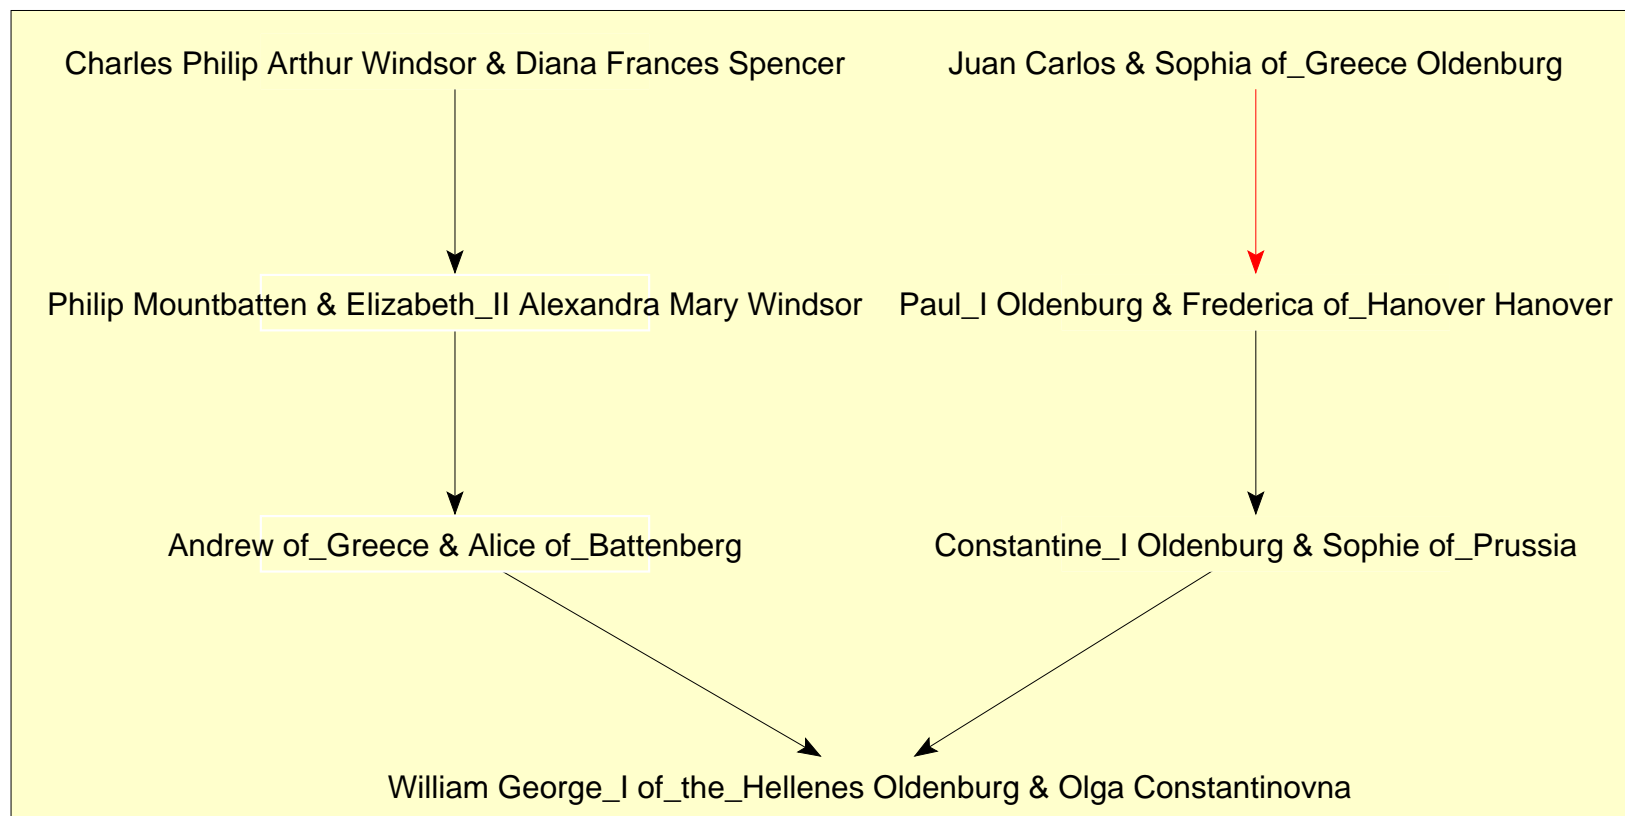 Charles Philip Arthur Windsor & Diana Frances Spencer
Juan Carlos & Sophia of_Greece Oldenburg
Philip Mountbatten & Elizabeth_II Alexandra Mary Windsor
Paul_I Oldenburg & Frederica of_Hanover Hanover
Andrew of_Greece & Alice of_Battenberg
Constantine_I Oldenburg & Sophie of_Prussia
William George_I of_the_Hellenes Oldenburg & Olga Constantinovna